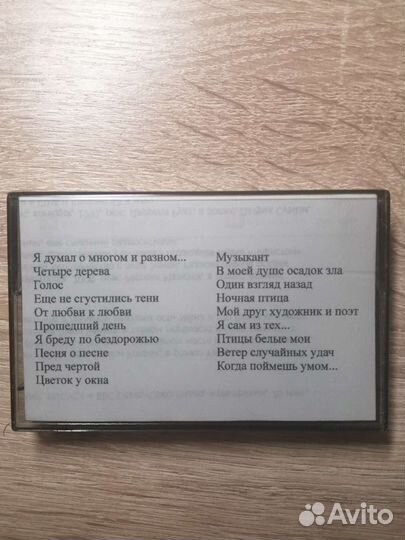 Я думал о многом и разном...
Четыре дерева
Голос
Еще не сгустились тени
От любви к любви
Прошедший день
Я бреду по бездорожью
Песня о песне
Пред чертой
Цветок у окна
Музыкант
В моей душе осадок зла
Один взгляд назад
Ночная птица
Мой друг художник и поэт
Я сам из тех...
Птицы белые мои
Ветер случайных удач
Когда поймешь умом...
Avito